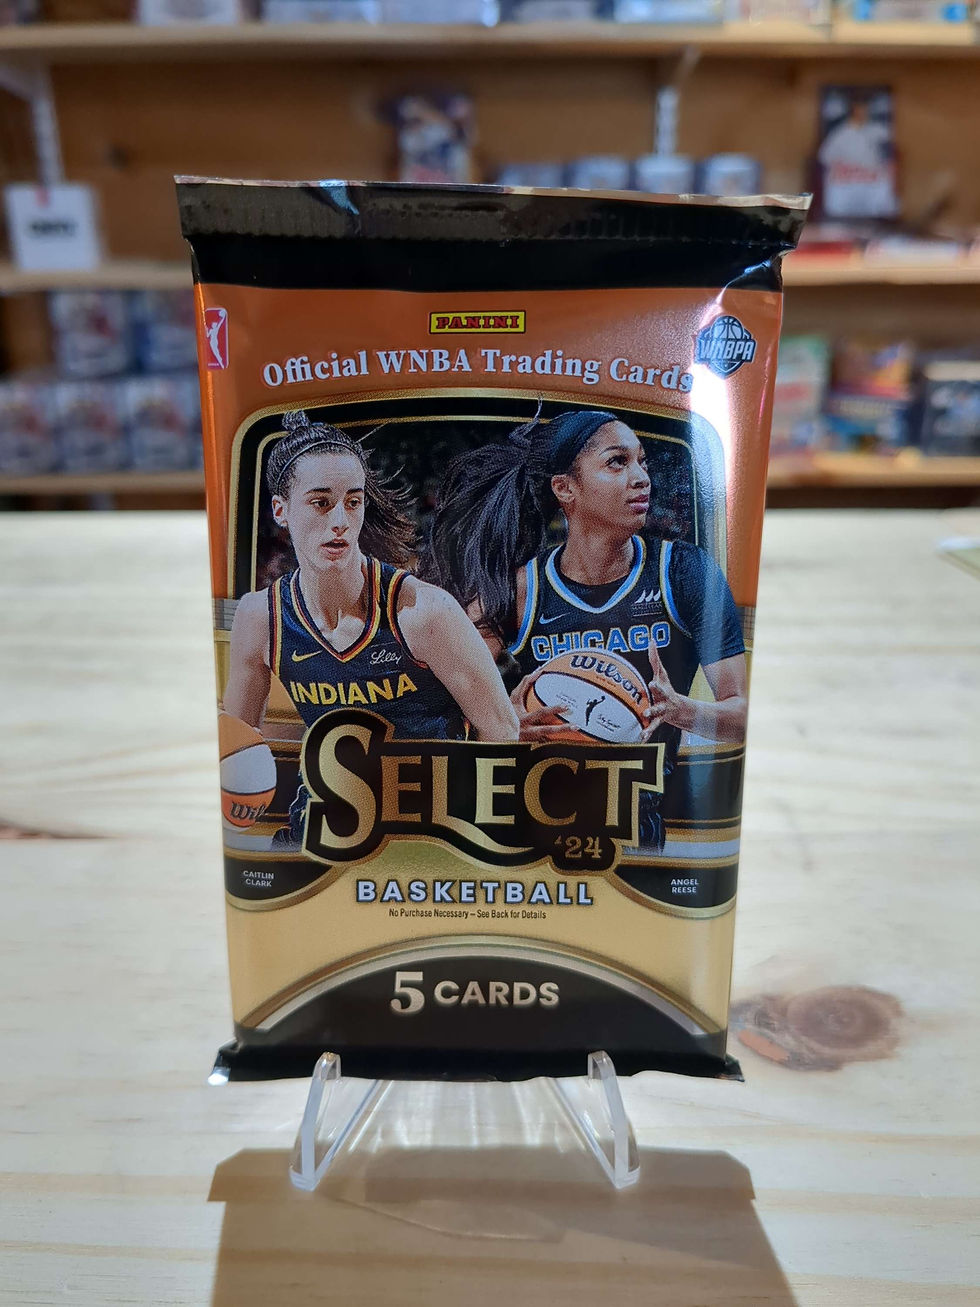 PANINI
WNBPA
Official WNBA Trading Cards
Lilly
INDIANA
CHICAGO
Wilson
Wil
SELECT
'24
CAITLIN
CLARK
ANGEL
REESE
BASKETBALL
No Purchase Necessary – See Back for Details
5 CARDS